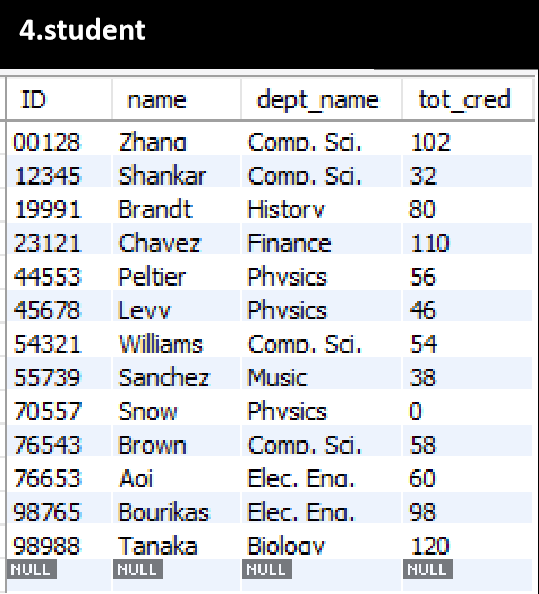 4.student
ID name dept_name tot_cred
00128 Zhang Comp. Sci. 102
12345 Shankar Comp. Sci. 32
19991 Brandt History 80
23121 Chavez Finance 110
44553 Peltier Physics 56
45678 Levy Physics 46
54321 Williams Comp. Sci. 54
55739 Sanchez Music 38
70557 Snow Physics 0
76543 Brown Comp. Sci. 58
76653 Aoi Elec. Eng. 60
98765 Bourikas Elec. Eng. 98
98988 Tanaka Biology 120
NULL NULL NULL NULL